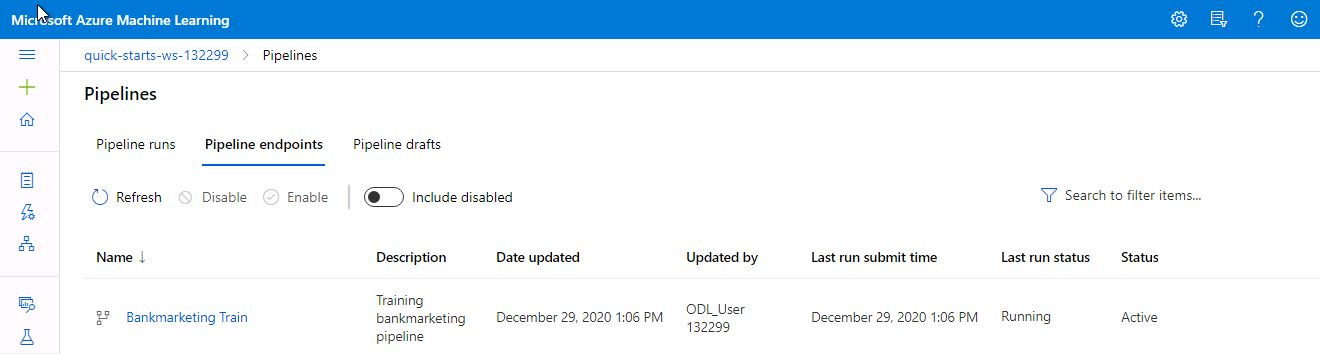 Microsoft Azure Machine Learning
quick-starts-ws-132299 > Pipelines
Pipelines
Pipeline runs Pipeline endpoints Pipeline drafts
Refresh Disable Enable Include disabled Search to filter items...
Name ↓ Description Date updated Updated by Last run submit time Last run status Status
Bankmarketing Train Training bankmarketing pipeline December 29, 2020 1:06 PM ODL_User 132299 December 29, 2020 1:06 PM Running Active